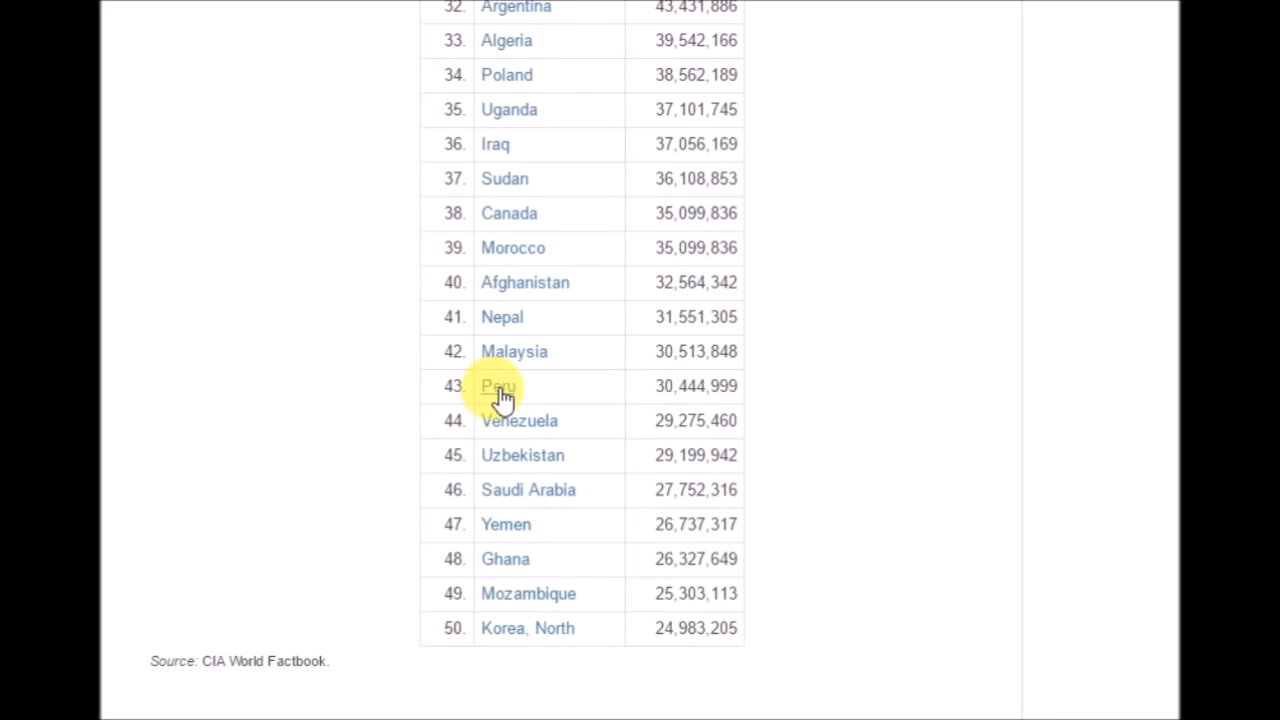 32. Argentina 43,431,886
33. Algeria 39,542,166
34. Poland 38,562,189
35. Uganda 37,101,745
36. Iraq 37,056,169
37. Sudan 36,108,853
38. Canada 35,099,836
39. Morocco 35,099,836
40. Afghanistan 32,564,342
41. Nepal 31,551,305
42. Malaysia 30,513,848
43. Peru 30,444,999
44. Venezuela 29,275,460
45. Uzbekistan 29,199,942
46. Saudi Arabia 27,752,316
47. Yemen 26,737,317
48. Ghana 26,327,649
49. Mozambique 25,303,113
50. Korea, North 24,983,205
Source: CIA World Factbook.